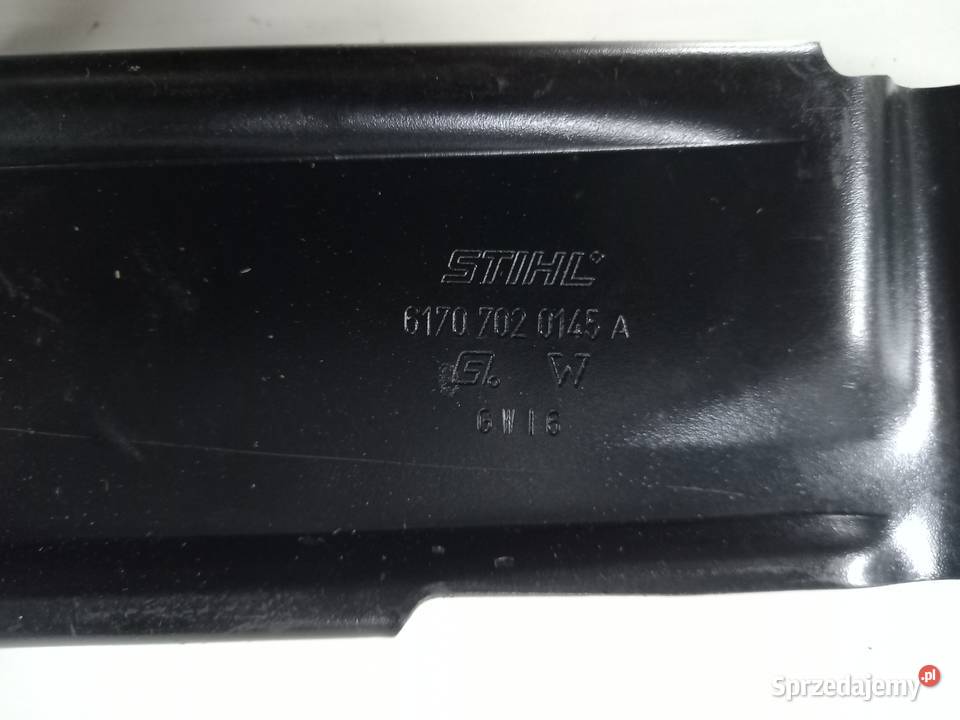 STIHL
6170 702 0145 A
G. W
GW16
Sprzedajemy.pl